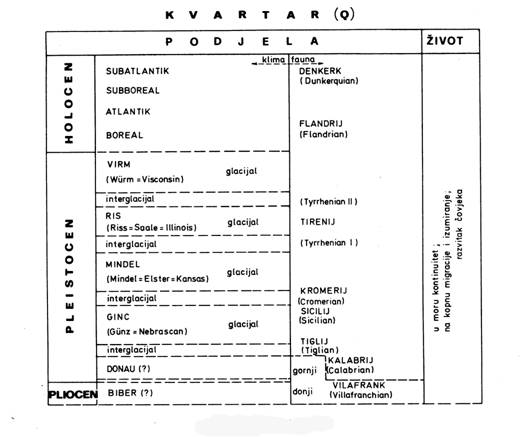 KVARTAR (Q)
PODJELA
ŽIVOT
klima fauna
HOLOCEN
SUBATLANTIK
DENKERK
(Dunkerquian)
SUBBOREAL
ATLANTIK
FLANDRIJ
BOREAL
(Flandrian)
PLEISTOCEN
VIRM
glacijal
(Würm=Visconsin)
interglacijal
(Tyrrhenian II)
RIS
glacijal
TIRENIJ
(Riss=Saale=Illinois)
interglacijal
(Tyrrhenian I)
MINDEL
glacijal
(Mindel=Elster=Kansas)
KROMERIJ
interglacijal
(Cromerian)
SICILIJ
GINC
(Sicilian)
(Günz=Nebrascan)
glacijal
TIGLIJ
interglacijal
(Tiglian)
KALABRIJ
DONAU (?)
gornji
(Calabrian)
PLIOCEN
BIBER (?)
donji
VILAFRANK
(Villafranchian)
u moru kontinuitet;
na kopnu migracije i izumiranje;
razvitak čovjeka